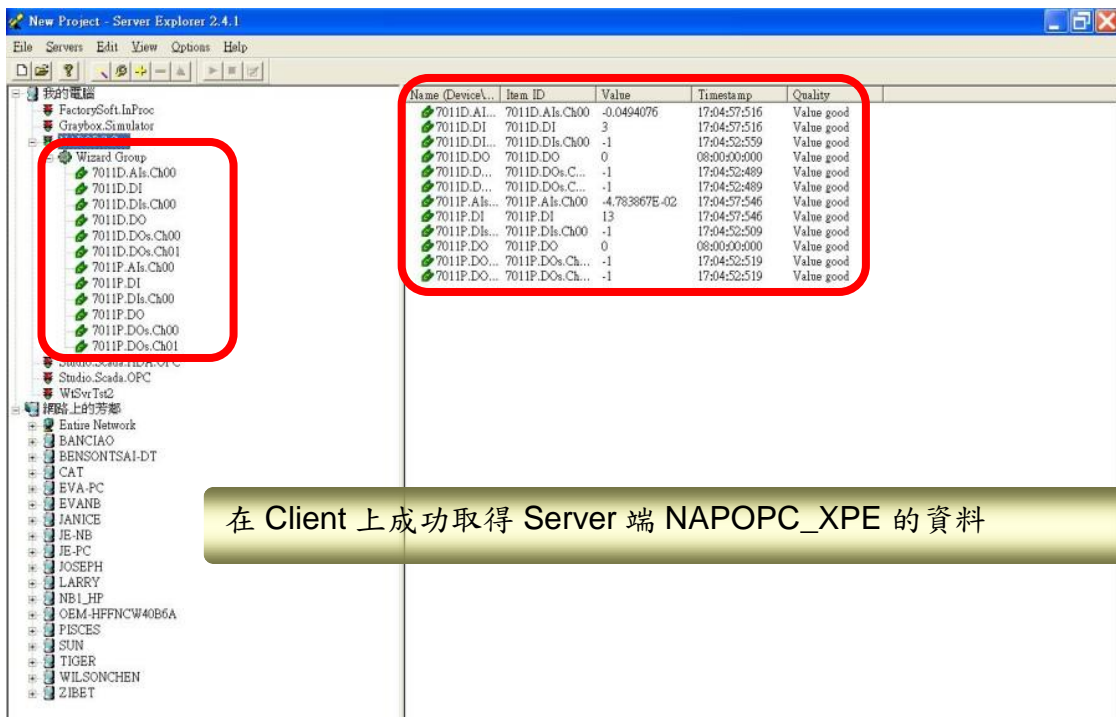 New Project - Server Explorer 2.4.1
File Servers Edit View Options Help
我的電腦
FactorySoft.InProc
Graybox.Simulator
Wizard Group
7011D.AIs.Ch00
7011D.DI
7011D.DIs.Ch00
7011D.DO
7011D.DOs.Ch00
7011D.DOs.Ch01
7011P.AIs.Ch00
7011P.DI
7011P.DIs.Ch00
7011P.DO
7011P.DOs.Ch00
7011P.DOs.Ch01
Studio.Scada.HDA.OPC
Studio.Scada.OPC
WtSvrTst2
網路上的芳鄰
Entire Network
BANCIAO
BENSONTSAI-DT
CAT
EVA-PC
EVANB
JANICE
JE-NB
JE-PC
JOSEPH
LARRY
NB1_HP
OEM-HFFNCW40B6A
PISCES
SUN
TIGER
WILSONCHEN
ZIBET
Name (Device\... Item ID Value Timestamp Quality
7011D.AI... 7011D.AIs.Ch00 -0.0494076 17:04:57:516 Value good
7011D.DI 7011D.DI 3 17:04:57:516 Value good
7011D.DI... 7011D.DIs.Ch00 -1 17:04:52:559 Value good
7011D.DO 7011D.DO 0 08:00:00:000 Value good
7011D.D... 7011D.DOs.C... -1 17:04:52:489 Value good
7011D.D... 7011D.DOs.C... -1 17:04:52:489 Value good
7011P.AIs... 7011P.AIs.Ch00 -4.783867E-02 17:04:57:546 Value good
7011P.DI 7011P.DI 13 17:04:57:546 Value good
7011P.DIs... 7011P.DIs.Ch00 -1 17:04:52:509 Value good
7011P.DO 7011P.DO 0 08:00:00:000 Value good
7011P.DO... 7011P.DOs.Ch... -1 17:04:52:519 Value good
7011P.DO... 7011P.DOs.Ch... -1 17:04:52:519 Value good
在 Client 上成功取得 Server 端 NAPOPC_XPE 的資料